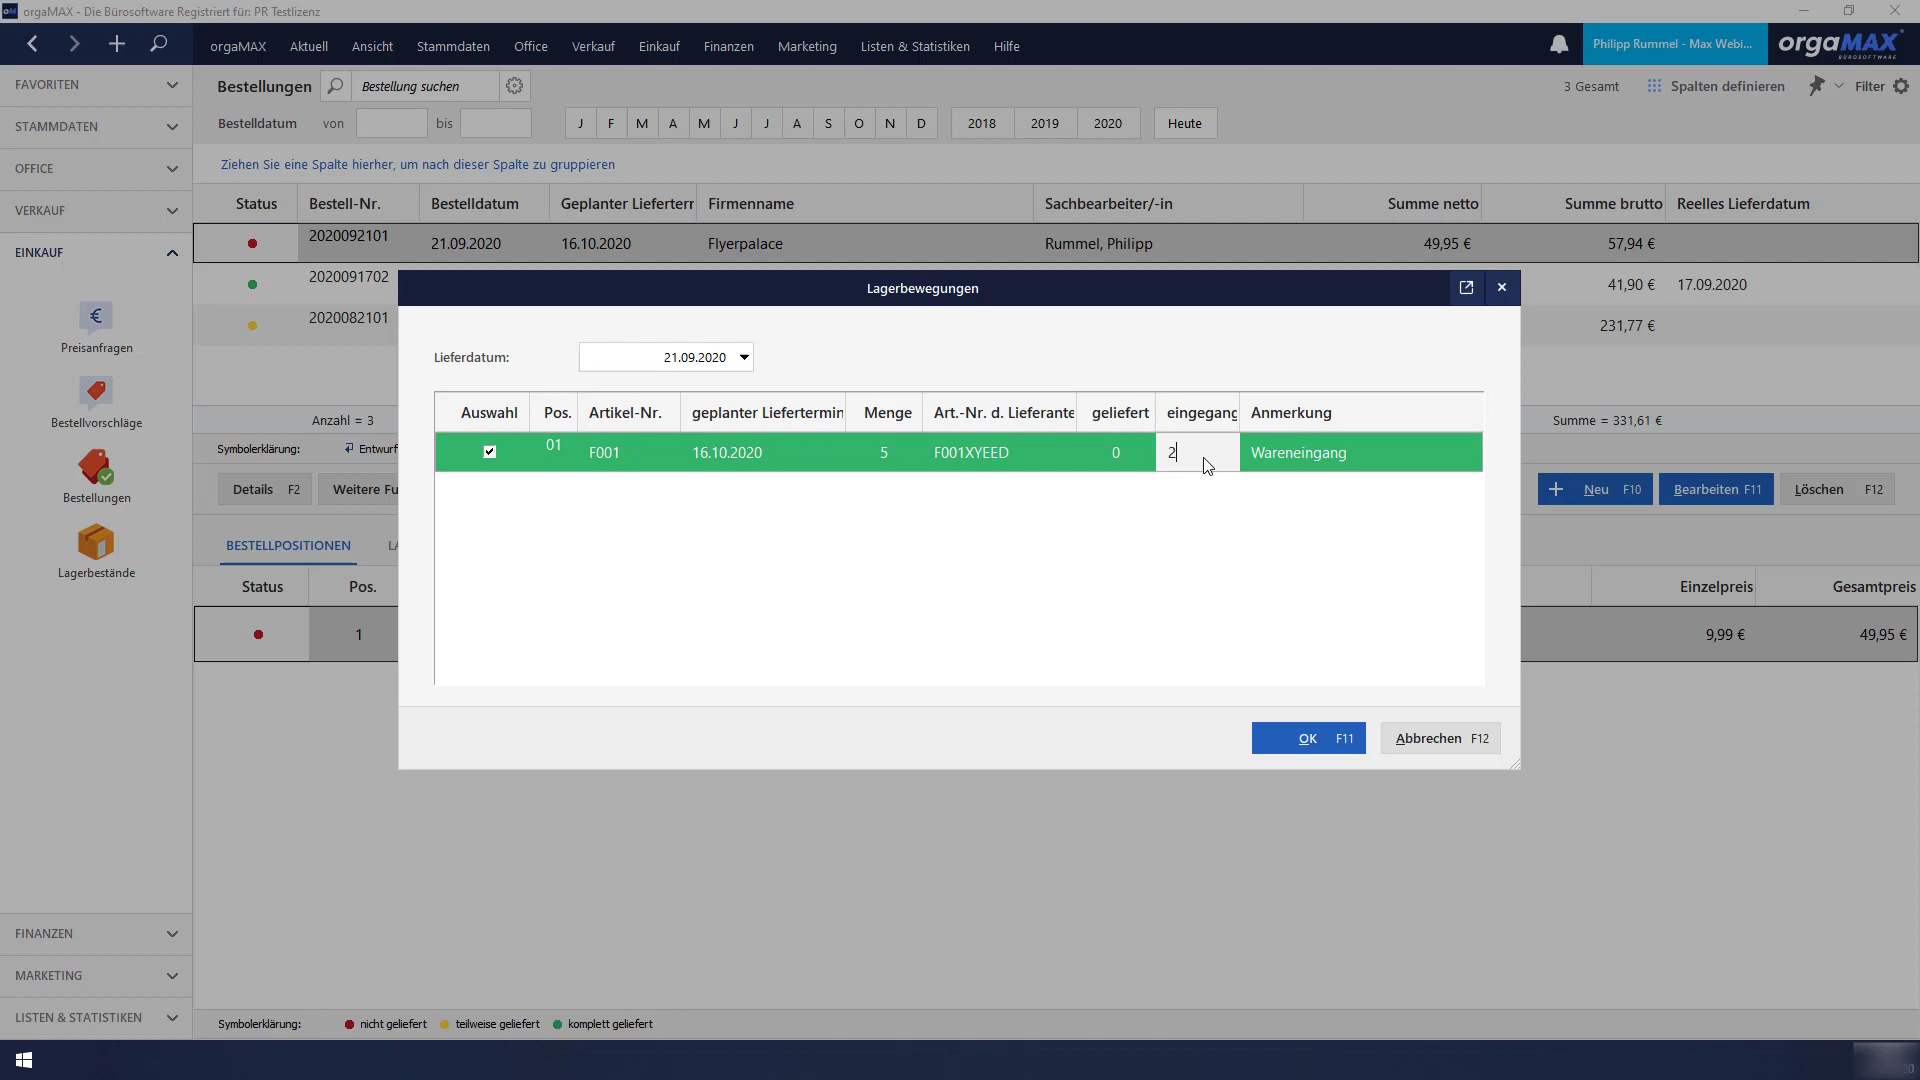 orgaMAX - Die Bürosoftware Registriert für: PR Testlizenz
orgaMAX Aktuell Ansicht Stammdaten Office Verkauf Einkauf Finanzen Marketing Listen & Statistiken Hilfe
Philipp Rummel - Max Webi...
orgaMAX
BÜROSOFTWARE
FAVORITEN
STAMMDATEN
OFFICE
VERKAUF
EINKAUF
Preisanfragen
Bestellvorschläge
Bestellungen
Lagerbestände
FINANZEN
MARKETING
LISTEN & STATISTIKEN
Bestellungen Bestellung suchen 3 Gesamt Spalten definieren Filter
Bestelldatum von bis J F M A M J J A S O N D 2018 2019 2020 Heute
Ziehen Sie eine Spalte hierher, um nach dieser Spalte zu gruppieren
Status Bestell-Nr. Bestelldatum Geplanter Lieferterr Firmenname Sachbearbeiter/-in Summe netto Summe brutto Reelles Lieferdatum
2020092101 21.09.2020 16.10.2020 Flyerpalace Rummel, Philipp 49,95 € 57,94 €
2020091702 41,90 € 17.09.2020
2020082101 231,77 €
Anzahl = 3 Summe = 331,61 €
Symbolerklärung: Entwurf
Details F2 Weitere Fu Neu F10 Bearbeiten F11 Löschen F12
BESTELLPOSITIONEN LA
Status Pos. Einzelpreis Gesamtpreis
1 9,99 € 49,95 €
Lagerbewegungen
Lieferdatum: 21.09.2020
Auswahl Pos. Artikel-Nr. geplanter Liefertermin Menge Art.-Nr. d. Lieferante geliefert eingegang Anmerkung
01 F001 16.10.2020 5 F001XYEED 0 2 Wareneingang
OK F11 Abbrechen F12
Symbolerklärung: nicht geliefert teilweise geliefert komplett geliefert